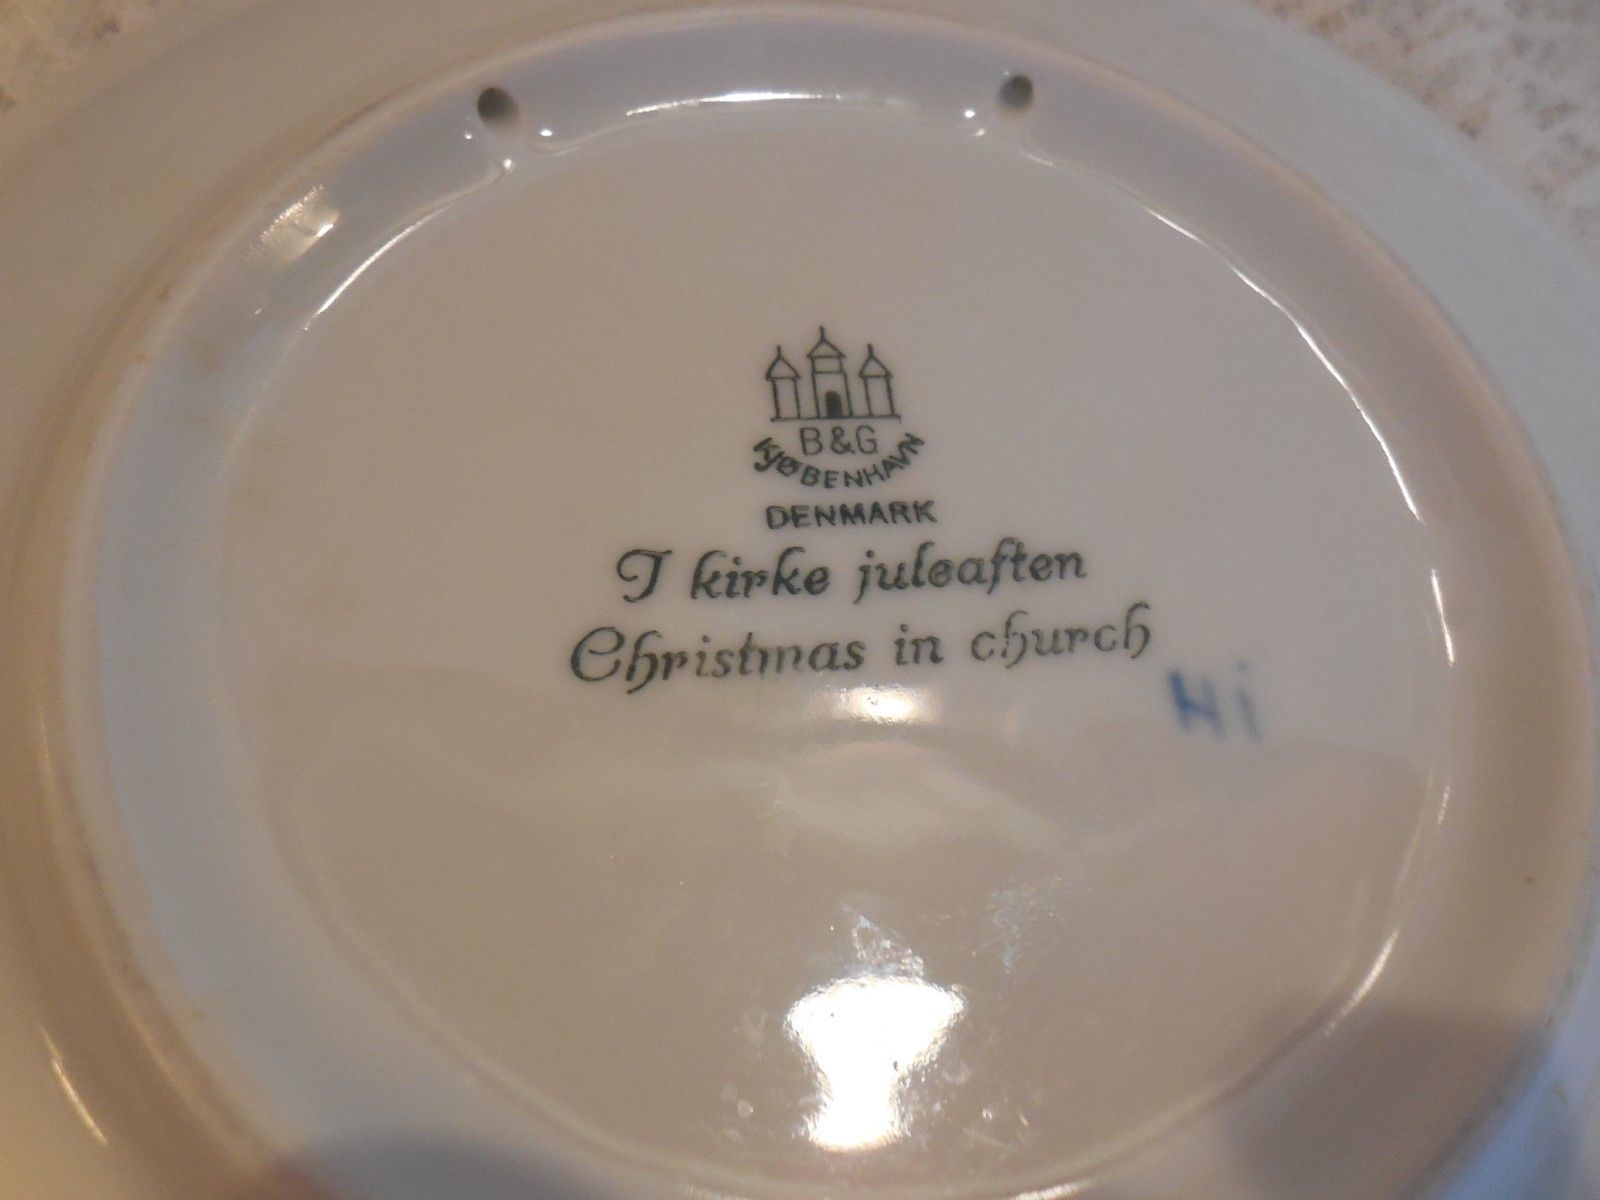 B&G
KJØBENHAVN
DENMARK
I kirke juleaften
Christmas in church
Hi